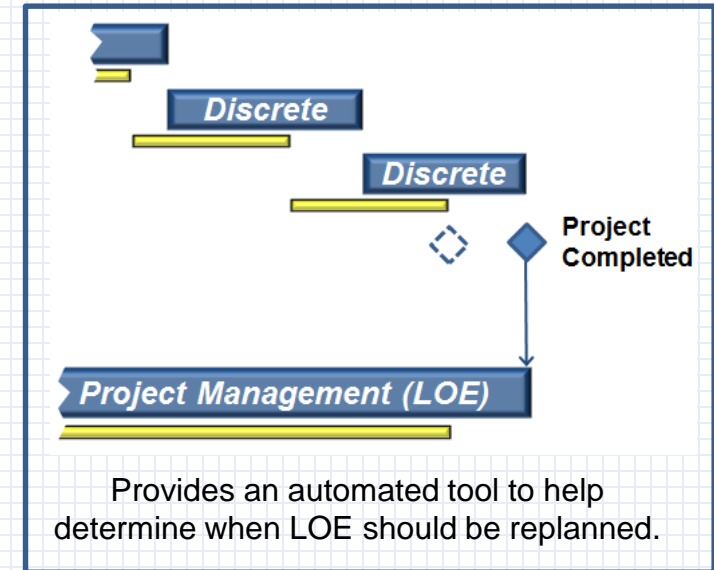 Discrete
Discrete
Project
Completed
Project Management (LOE)
Provides an automated tool to help
determine when LOE should be replanned.